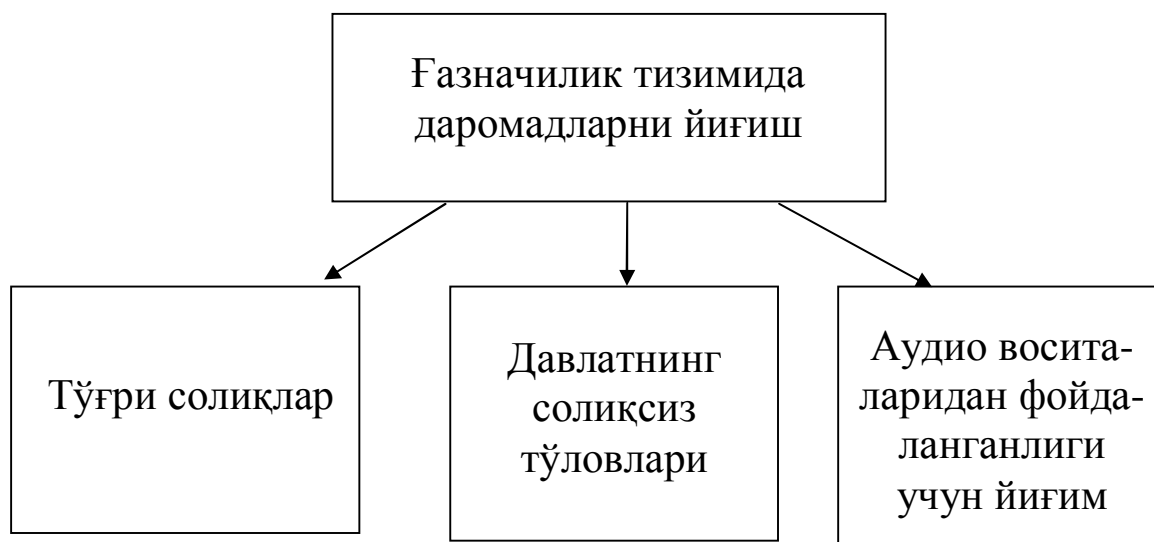 Ғазначилик тизимида
даромадларни йиғиш
Тўғри солиқлар
Давлатнинг
солиқсиз
тўловлари
Аудио восита-
ларидан фойда-
ланганлиги
учун йиғим